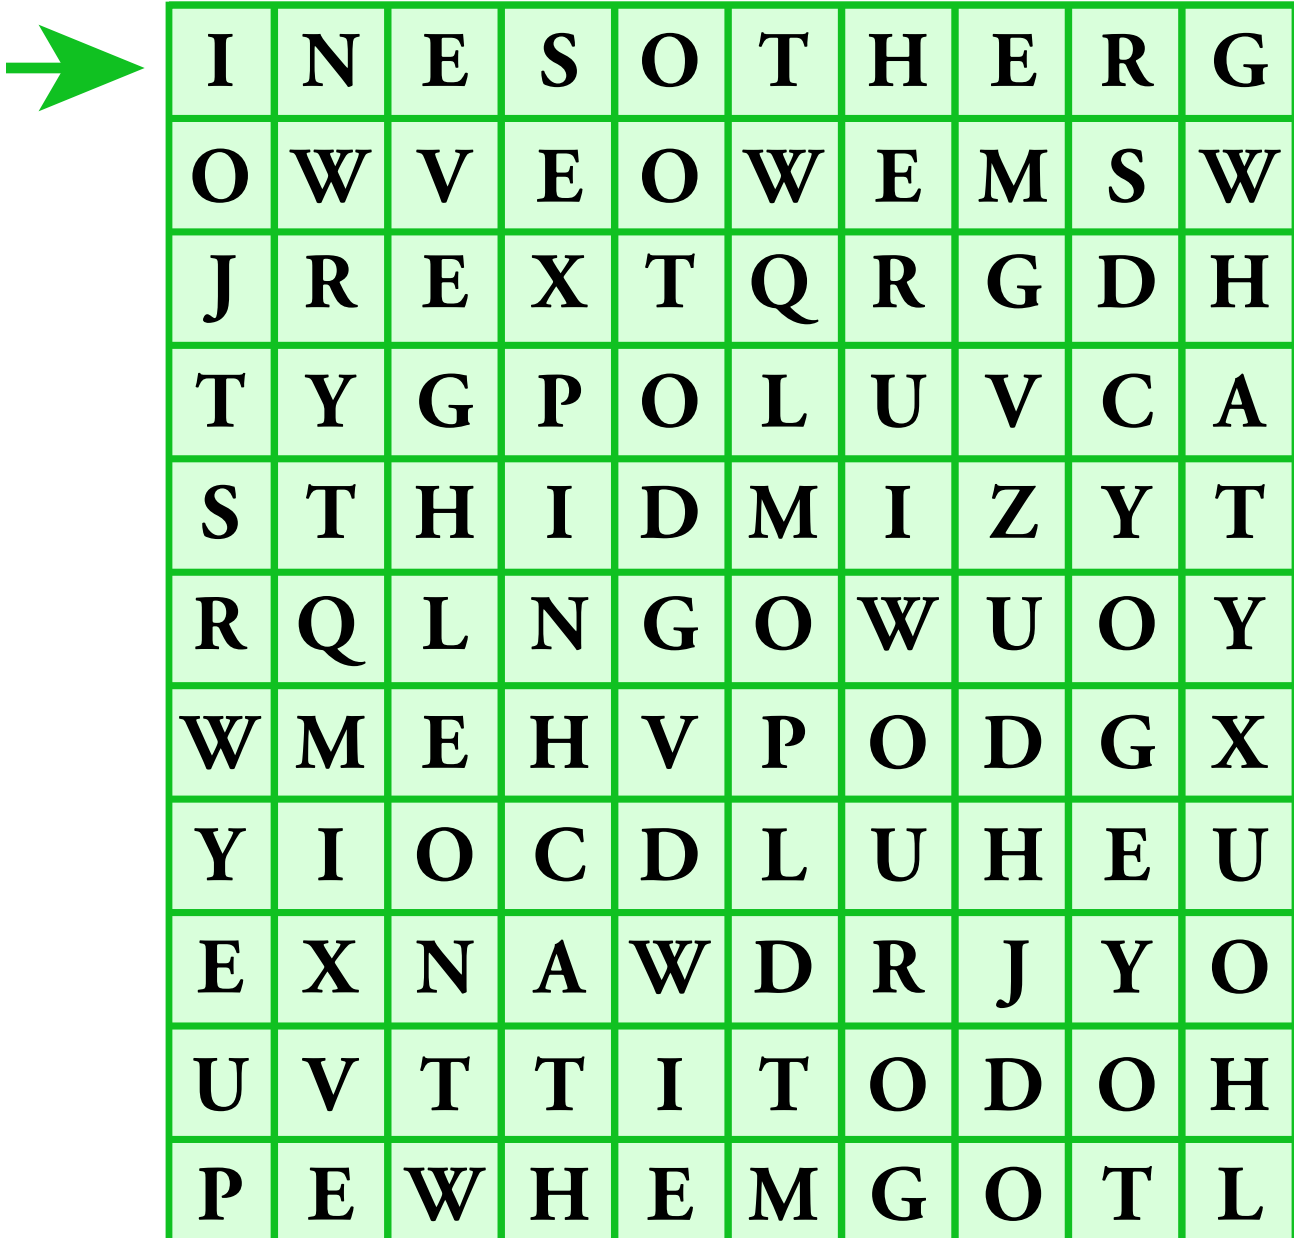 I N E S O T H E R G
O W V E O W E M S W
J R E X T Q R G D H
T Y G P O L U V C A
S T H I D M I Z Y T
R Q L N G O W U O Y
W M E H V P O D G X
Y I O C D L U H E U
E X N A W D R J Y O
U V T T I T O D O H
P E W H E M G O T L